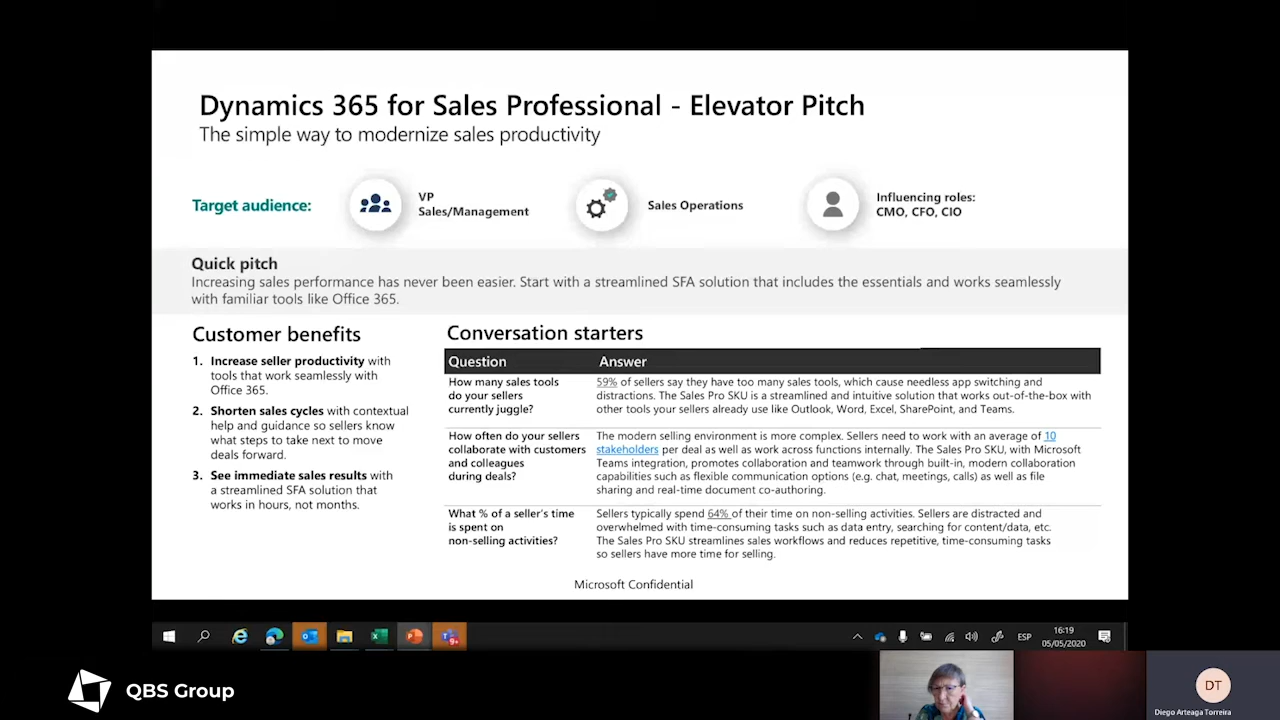 Dynamics 365 for Sales Professional - Elevator Pitch
The simple way to modernize sales productivity
Target audience:
VP
Sales/Management
Sales Operations
Influencing roles:
CMO, CFO, CIO
Quick pitch
Increasing sales performance has never been easier. Start with a streamlined SFA solution that includes the essentials and works seamlessly
with familiar tools like Office 365.
Customer benefits
1. Increase seller productivity with
tools that work seamlessly with
Office 365.
2. Shorten sales cycles with contextual
help and guidance so sellers know
what steps to take next to move
deals forward.
3. See immediate sales results with
a streamlined SFA solution that
works in hours, not months.
Conversation starters
Question Answer
How many sales tools
do your sellers
currently juggle?
59% of sellers say they have too many sales tools, which cause needless app switching and
distractions. The Sales Pro SKU is a streamlined and intuitive solution that works out-of-the-box with
other tools your sellers already use like Outlook, Word, Excel, SharePoint, and Teams.
How often do your sellers
collaborate with customers
and colleagues
during deals?
The modern selling environment is more complex. Sellers need to work with an average of 10
stakeholders per deal as well as work across functions internally. The Sales Pro SKU, with Microsoft
Teams integration, promotes collaboration and teamwork through built-in, modern collaboration
capabilities such as flexible communication options (e.g. chat, meetings, calls) as well as file
sharing and real-time document co-authoring.
What % of a seller's time
is spent on
non-selling activities?
Sellers typically spend 64% of their time on non-selling activities. Sellers are distracted and
overwhelmed with time-consuming tasks such as data entry, searching for content/data, etc.
The Sales Pro SKU streamlines sales workflows and reduces repetitive, time-consuming tasks
so sellers have more time for selling.
Microsoft Confidential
ESP
16:19
05/05/2020
QBS Group
DT
Diego Arteaga Torreira